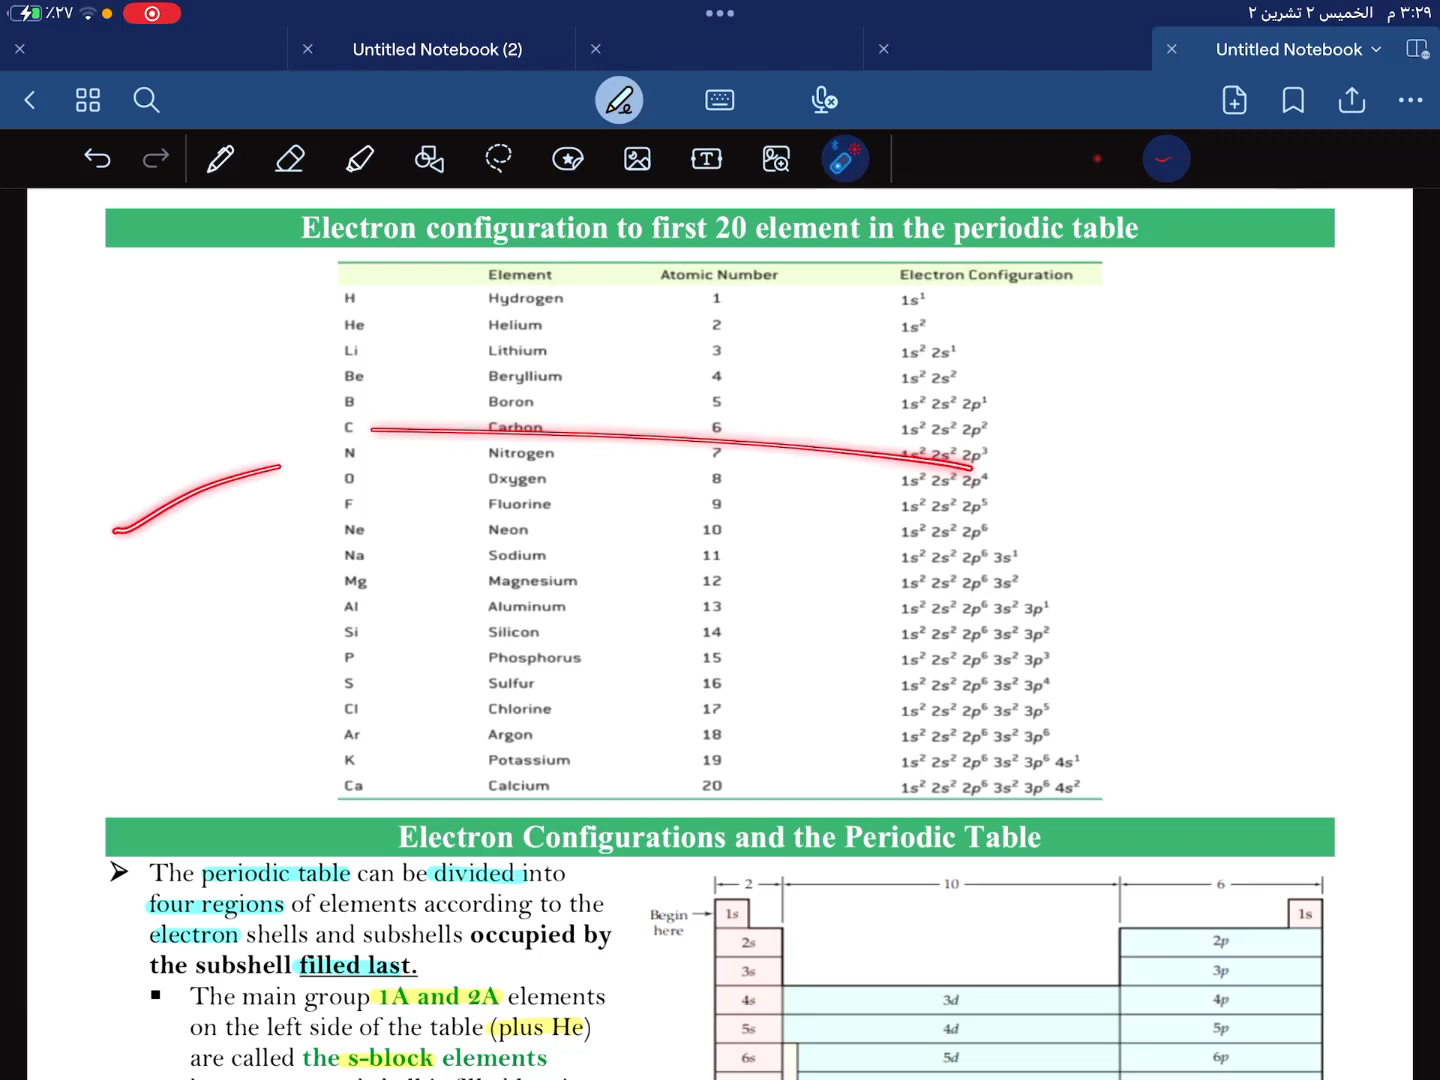 ٪٢٧
٣:٢٩ م الخميس ٢ تشرين ٢
Untitled Notebook (2)
Untitled Notebook
Electron configuration to first 20 element in the periodic table
Element Atomic Number Electron Configuration
H Hydrogen 1 1s¹
He Helium 2 1s²
Li Lithium 3 1s² 2s¹
Be Beryllium 4 1s² 2s²
B Boron 5 1s² 2s² 2p¹
C Carbon 6 1s² 2s² 2p²
N Nitrogen 7 1s² 2s² 2p³
O Oxygen 8 1s² 2s² 2p⁴
F Fluorine 9 1s² 2s² 2p⁵
Ne Neon 10 1s² 2s² 2p⁶
Na Sodium 11 1s² 2s² 2p⁶ 3s¹
Mg Magnesium 12 1s² 2s² 2p⁶ 3s²
Al Aluminum 13 1s² 2s² 2p⁶ 3s² 3p¹
Si Silicon 14 1s² 2s² 2p⁶ 3s² 3p²
P Phosphorus 15 1s² 2s² 2p⁶ 3s² 3p³
S Sulfur 16 1s² 2s² 2p⁶ 3s² 3p⁴
Cl Chlorine 17 1s² 2s² 2p⁶ 3s² 3p⁵
Ar Argon 18 1s² 2s² 2p⁶ 3s² 3p⁶
K Potassium 19 1s² 2s² 2p⁶ 3s² 3p⁶ 4s¹
Ca Calcium 20 1s² 2s² 2p⁶ 3s² 3p⁶ 4s²
Electron Configurations and the Periodic Table
➤ The periodic table can be divided into
four regions of elements according to the
electron shells and subshells occupied by
the subshell filled last.
▪ The main group 1A and 2A elements
on the left side of the table (plus He)
are called the s-block elements
2 10 6
Begin here 1s 1s
2s 2p
3s 3p
4s 3d 4p
5s 4d 5p
6s 5d 6p